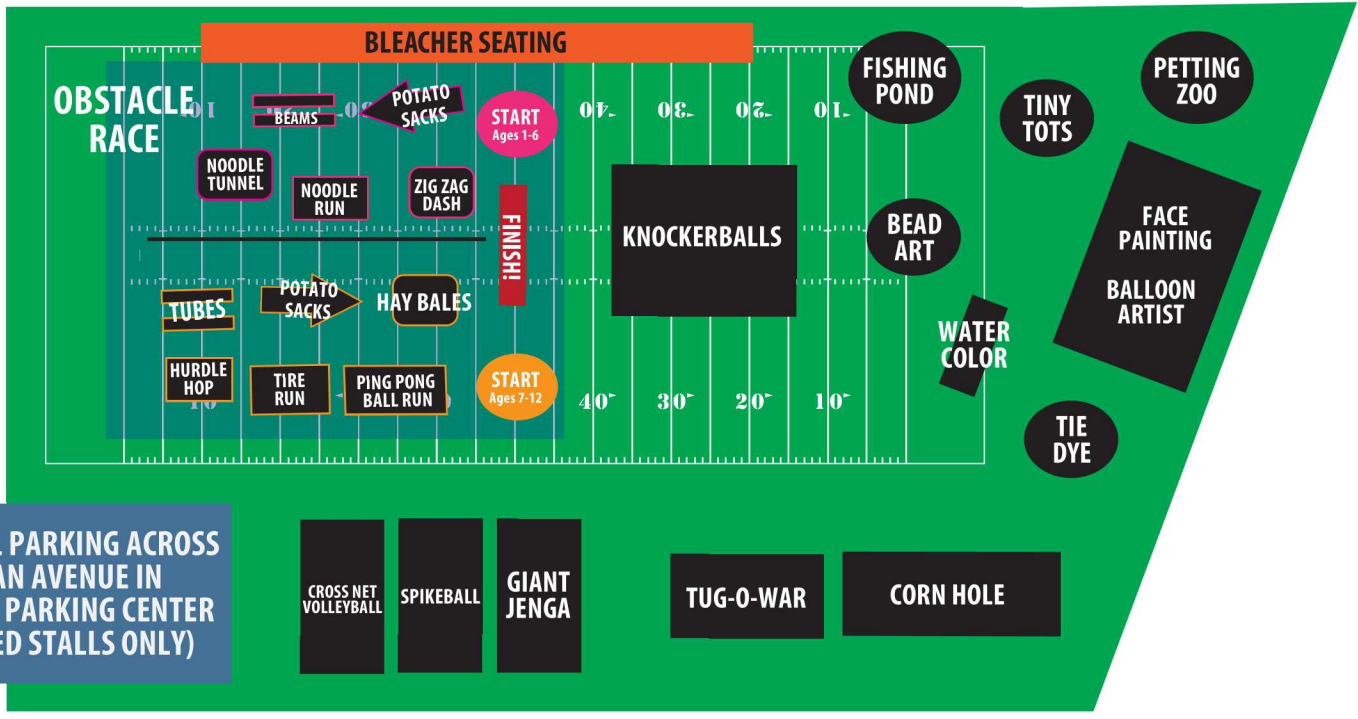 BLEACHER SEATING
OBSTACLE
RACE
BEAMS
POTATO
SACKS
START
Ages 1-6
NOODLE
TUNNEL
NOODLE
RUN
ZIG ZAG
DASH
FINISH!
TUBES
POTATO
SACKS
HAY BALES
HURDLE
HOP
TIRE
RUN
PING PONG
BALL RUN
START
Ages 7-12
10
40
30
20
10
40
30
20
10
KNOCKERBALLS
FISHING
POND
TINY
TOTS
PETTING
ZOO
BEAD
ART
FACE
PAINTING
BALLOON
ARTIST
WATER
COLOR
TIE
DYE
PARKING ACROSS
AVENUE IN
PARKING CENTER
STALLS ONLY)
CROSS NET
VOLLEYBALL
SPIKEBALL
GIANT
JENGA
TUG-O-WAR
CORN HOLE